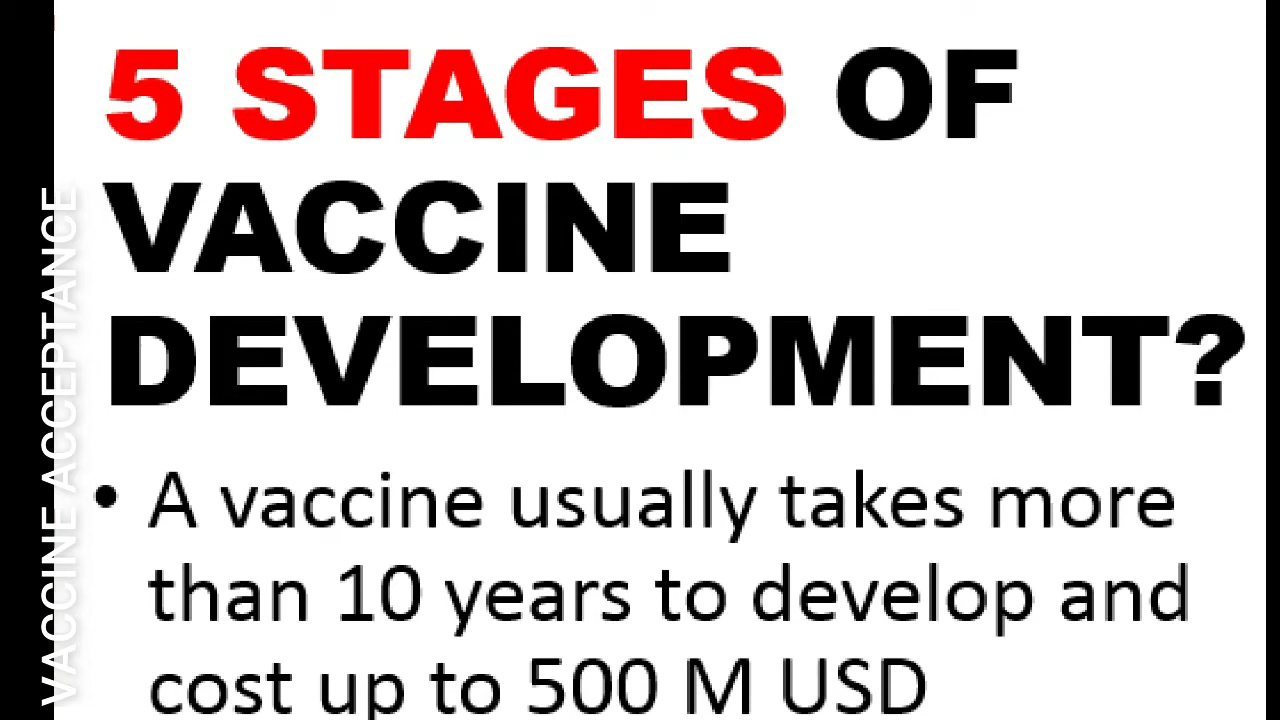 5 STAGES OF
VACCINE
DEVELOPMENT?
• A vaccine usually takes more
than 10 years to develop and
cost up to 500 M USD
VACCINE ACCEPTANCE